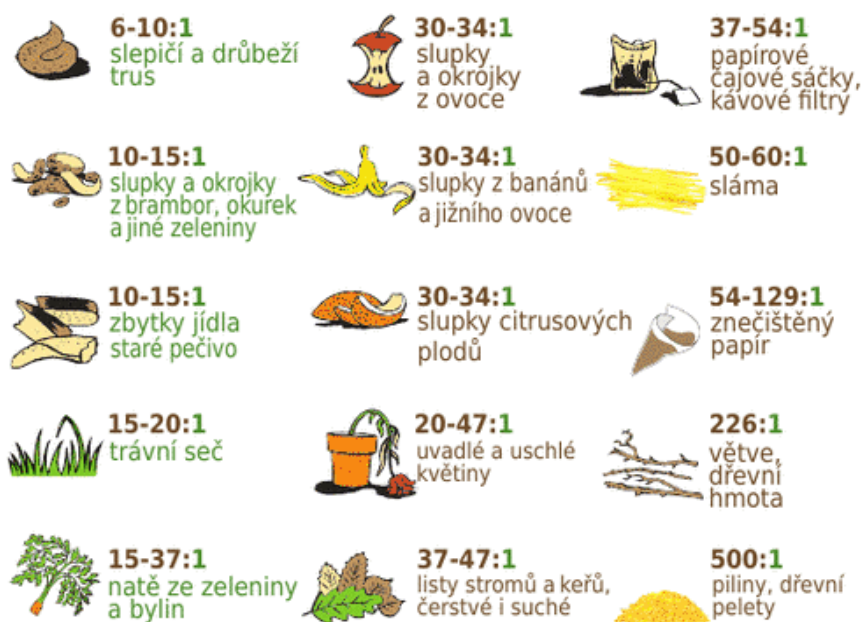 6-10:1
slepičí a drůbeží
trus
30-34:1
slupky
a okrojky
z ovoce
37-54:1
papírové
čajové sáčky,
kávové filtry
10-15:1
slupky a okrojky
z brambor, okurek
a jiné zeleniny
30-34:1
slupky z banánů
a jižního ovoce
50-60:1
sláma
10-15:1
zbytky jídla
staré pečivo
30-34:1
slupky citrusových
plodů
54-129:1
znečištěný
papír
15-20:1
trávní seč
20-47:1
uvadlé a uschlé
květiny
226:1
větve,
dřevní
hmota
15-37:1
natě ze zeleniny
a bylin
37-47:1
listy stromů a keřů,
čerstvé i suché
500:1
piliny, dřevní
pelety